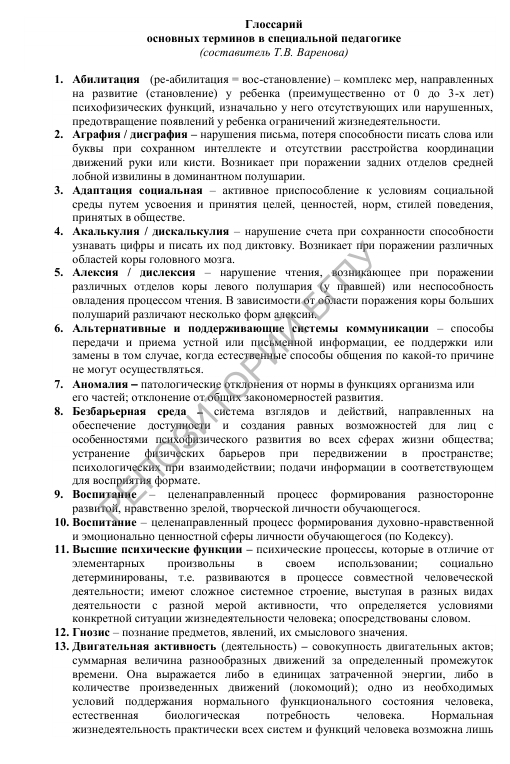 Глоссарий
основных терминов в специальной педагогике
(составитель Т.В. Варенова)
1. Абилитация (ре-абилитация = вос-становление) – комплекс мер, направленных
на развитие (становление) у ребенка (преимущественно от 0 до 3-х лет)
психофизических функций, изначально у него отсутствующих или нарушенных,
предотвращение появлений у ребенка ограничений жизнедеятельности.
2. Аграфия / дисграфия – нарушения письма, потеря способности писать слова или
буквы при сохранном интеллекте и отсутствии расстройства координации
движений руки или кисти. Возникает при поражении задних отделов средней
лобной извилины в доминантном полушарии.
3. Адаптация социальная – активное приспособление к условиям социальной
среды путем усвоения и принятия целей, ценностей, норм, стилей поведения,
принятых в обществе.
4. Акалькулия / дискалькулия – нарушение счета при сохранности способности
узнавать цифры и писать их под диктовку. Возникает при поражении различных
областей коры головного мозга.
5. Алексия / дислексия – нарушение чтения, возникающее при поражении
различных отделов коры левого полушария (у правшей) или неспособность
овладения процессом чтения. В зависимости от области поражения коры больших
полушарий различают несколько форм алексии.
6. Альтернативные и поддерживающие системы коммуникации – способы
передачи и приема устной или письменной информации, ее поддержки или
замены в том случае, когда естественные способы общения по какой-то причине
не могут осуществляться.
7. Аномалия – патологические отклонения от нормы в функциях организма или
его частей; отклонение от общих закономерностей развития.
8. Безбарьерная среда – система взглядов и действий, направленных на
обеспечение доступности и создания равных возможностей для лиц с
особенностями психофизического развития во всех сферах жизни общества;
устранение физических барьеров при передвижении в пространстве;
психологических при взаимодействии; подачи информации в соответствующем
для восприятия формате.
9. Воспитание – целенаправленный процесс формирования разносторонне
развитой, нравственно зрелой, творческой личности обучающегося.
10. Воспитание – целенаправленный процесс формирования духовно-нравственной
и эмоционально ценностной сферы личности обучающегося (по Кодексу).
11. Высшие психические функции – психические процессы, которые в отличие от
элементарных произвольны в своем использовании; социально
детерминированы, т.е. развиваются в процессе совместной человеческой
деятельности; имеют сложное системное строение, выступая в разных видах
деятельности с разной мерой активности, что определяется условиями
конкретной ситуации жизнедеятельности человека; опосредствованы словом.
12. Гнозис – познание предметов, явлений, их смыслового значения.
13. Двигательная активность (деятельность) – совокупность двигательных актов;
суммарная величина разнообразных движений за определенный промежуток
времени. Она выражается либо в единицах затраченной энергии, либо в
количестве произведенных движений (локомоций); одно из необходимых
условий поддержания нормального функционального состояния человека,
естественная биологическая потребность человека. Нормальная
жизнедеятельность практически всех систем и функций человека возможна лишь
РЕПОЗИТОРИЙ БГПУ